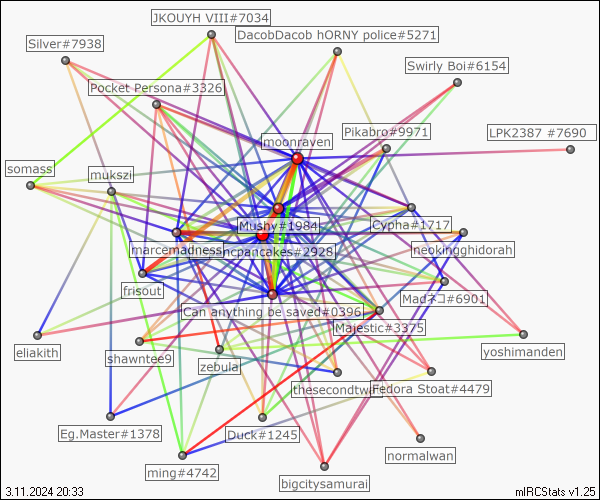 JKOUYH VIII#7034
DacobDacob hORNY police#5271
Silver#7938
Swirly Boi#6154
Pocket Persona#3326
Pikabro#9971
LPK2387 #7690
moonraven
somass
mukszi
Mushy#1984
Cypha#1717
marcemadness
ncpancakes#2928
neokingghidorah
frisout
Madネコ#6901
Can anything be saved#0396
Majestic#3375
eliakith
shawntee9
zebula
yoshimanden
thesecondtwin
Fedora Stoat#4479
Eg.Master#1378
Duck#1245
normalwan
ming#4742
bigcitysamurai
3.11.2024 20:33
mIRCStats v1.25